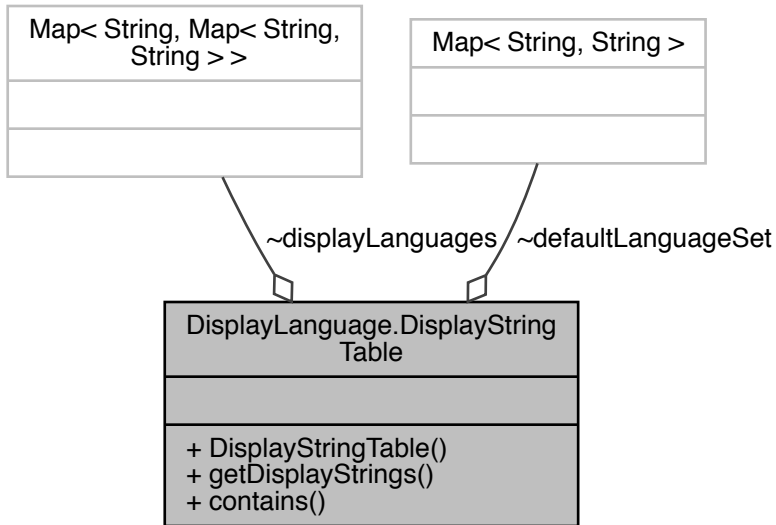 Map< String, Map< String,
String > >
Map< String, String >
~displayLanguages
~defaultLanguageSet
DisplayLanguage.DisplayString
Table
+ DisplayStringTable()
+ getDisplayStrings()
+ contains()